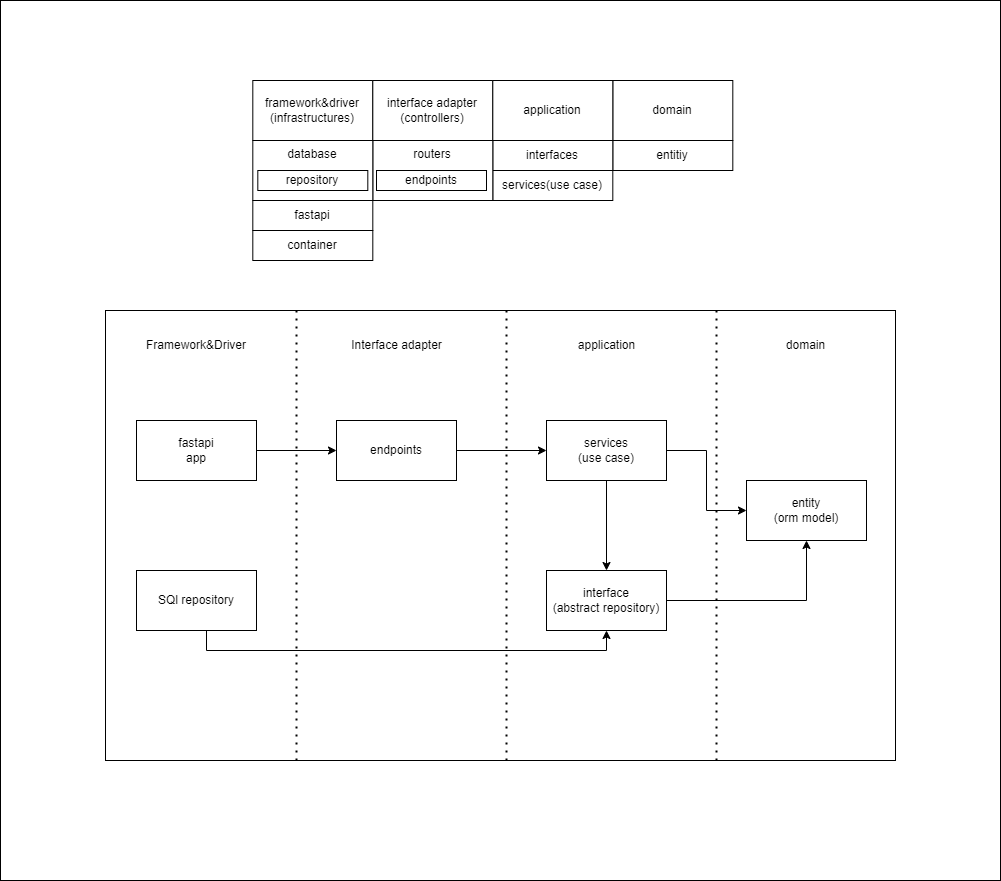 framework&driver
(infrastructures)
interface adapter
(controllers)
application
domain
database
routers
interfaces
entitiy
repository
endpoints
services(use case)
fastapi
container
Framework&Driver
Interface adapter
application
domain
fastapi
app
endpoints
services
(use case)
entity
(orm model)
SQl repository
interface
(abstract repository)